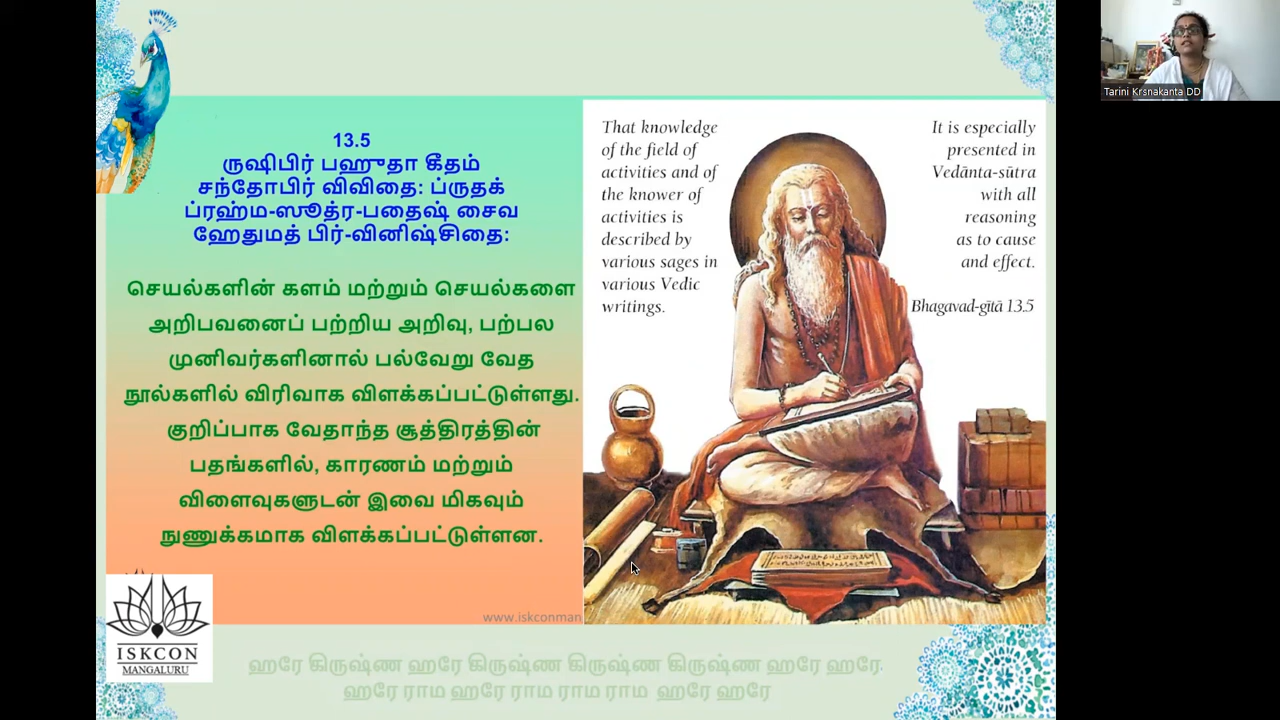 13.5
ருஷிபிர் பஹுதா கீதம்
சந்தோபிர் விவிதை: ப்ருதக்
ப்ரஹ்ம-ஸூத்ர-பதைஷ் சைவ
ஹேதுமத் பிர்-வினிஷ்சிதை:
செயல்களின் களம் மற்றும் செயல்களை
அறிபவனைப் பற்றிய அறிவு, பற்பல
முனிவர்களினால் பல்வேறு வேத
நூல்களில் விரிவாக விளக்கப்பட்டுள்ளது.
குறிப்பாக வேதாந்த சூத்திரத்தின்
பதங்களில், காரணம் மற்றும்
விளைவுகளுடன் இவை மிகவும்
நுணுக்கமாக விளக்கப்பட்டுள்ளன.
www.iskconman
That knowledge
of the field of
activities and of
the knower of
activities is
described by
various sages in
various Vedic
writings.
It is especially
presented in
Vedānta-sūtra
with all
reasoning
as to cause
and effect.
Bhagavad-gītā 13.5
ISKCON
MANGALURU
ஹரே கிருஷ்ண ஹரே கிருஷ்ண கிருஷ்ண கிருஷ்ண ஹரே ஹரே
ஹரே ராம ஹரே ராம ராம ராம ஹரே ஹரே
Tarini Krsnakanta DD